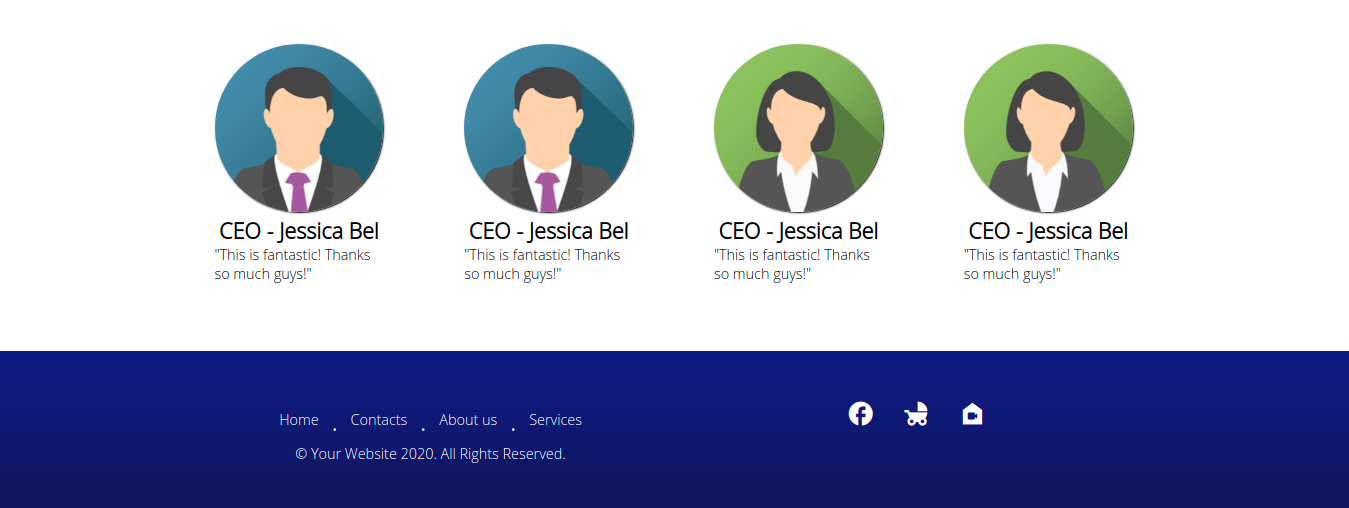 CEO - Jessica Bel
"This is fantastic! Thanks
so much guys!"
CEO - Jessica Bel
"This is fantastic! Thanks
so much guys!"
CEO - Jessica Bel
"This is fantastic! Thanks
so much guys!"
CEO - Jessica Bel
"This is fantastic! Thanks
so much guys!"
Home . Contacts . About us . Services
© Your Website 2020. All Rights Reserved.